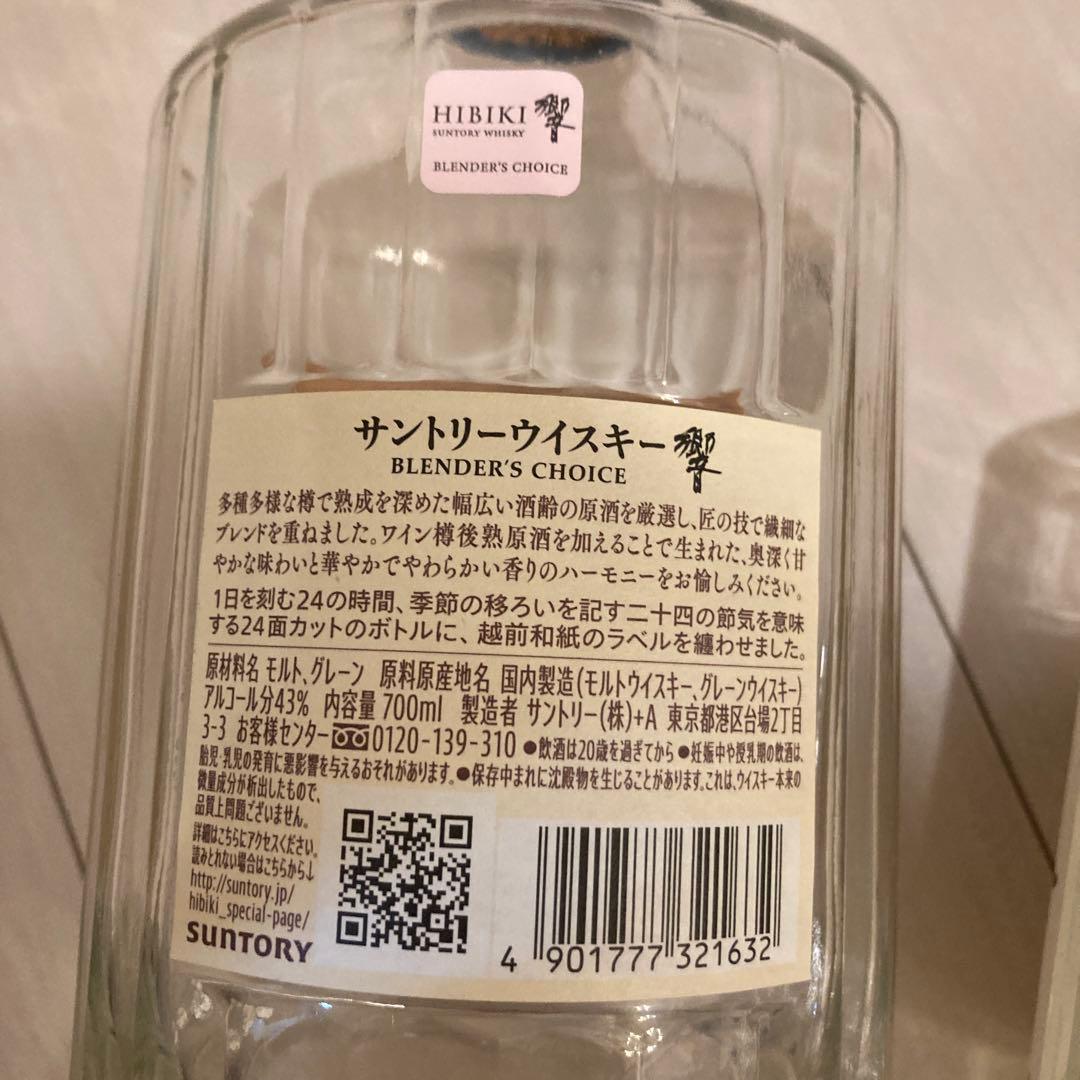 HIBIKI 響
SUNTORY WHISKY
BLENDER'S CHOICE
サントリーウイスキー 響
BLENDER'S CHOICE
多種多様な樽で熟成を深めた幅広い酒齢の原酒を厳選し、匠の技で繊細な
ブレンドを重ねました。ワイン樽後熟原酒を加えることで生まれた、奥深く甘
やかな味わいと華やかでやわらかい香りのハーモニーをお愉しみください。
1日を刻む24の時間、季節の移ろいを記す二十四の節気を意味
する24面カットのボトルに、越前和紙のラベルを纏わせました。
原材料名 モルト、グレーン 原料原産地名 国内製造(モルトウイスキー、グレーンウイスキー)
アルコール分43% 内容量 700ml 製造者 サントリー(株)+A 東京都港区台場2丁目
3-3 お客様センター 0120-139-310 ●飲酒は20歳を過ぎてから ●妊娠中や授乳期の飲酒は、
胎児・乳児の発育に悪影響を与えるおそれがあります。●保存中まれに沈殿物を生じることがあります。これは、ウイスキー本来の
微量成分が析出したもので、
品質上問題ございません。
詳細はこちらにアクセスください。
読みとれない場合はこちらから↓
http://suntory.jp/
hibiki_special-page/
SUNTORY
4 901777 321632